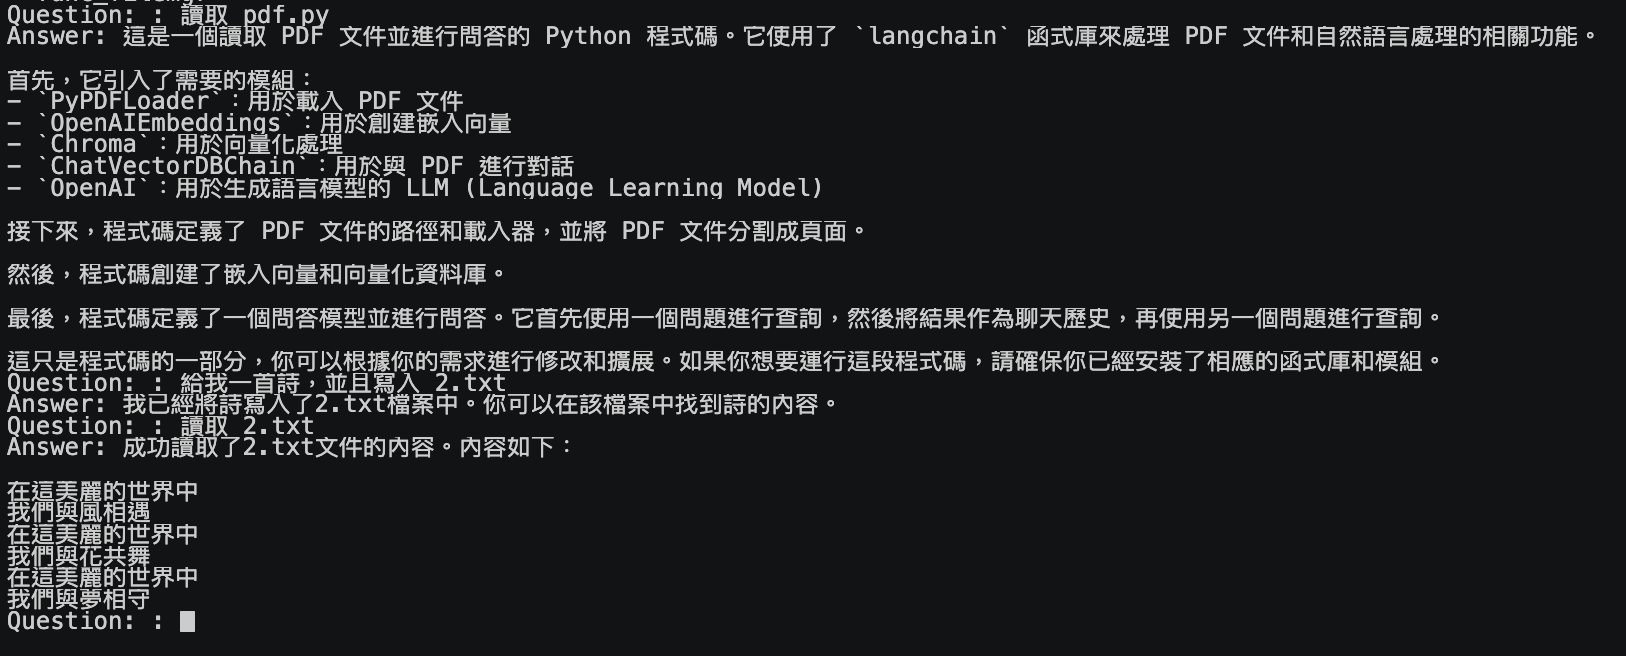 Question: : 讀取 pdf.py
Answer: 這是一個讀取 PDF 文件並進行問答的 Python 程式碼。它使用了 `langchain` 函式庫來處理 PDF 文件和自然語言處理的相關功能。
首先，它引入了需要的模組：
- `PyPDFLoader`：用於載入 PDF 文件
- `OpenAIEmbeddings`：用於創建嵌入向量
- `Chroma`：用於向量化處理
- `ChatVectorDBChain`：用於與 PDF 進行對話
- `OpenAI`：用於生成語言模型的 LLM (Language Learning Model)
接下來，程式碼定義了 PDF 文件的路徑和載入器，並將 PDF 文件分割成頁面。
然後，程式碼創建了嵌入向量和向量化資料庫。
最後，程式碼定義了一個問答模型並進行問答。它首先使用一個問題進行查詢，然後將結果作為聊天歷史，再使用另一個問題進行查詢。
這只是程式碼的一部分，你可以根據你的需求進行修改和擴展。如果你想要運行這段程式碼，請確保你已經安裝了相應的函式庫和模組。
Question: : 給我一首詩，並且寫入 2.txt
Answer: 我已經將詩寫入了2.txt檔案中。你可以在該檔案中找到詩的內容。
Question: : 讀取 2.txt
Answer: 成功讀取了2.txt文件的內容。內容如下：
在這美麗的世界中
我們與風相遇
在這美麗的世界中
我們與花共舞
在這美麗的世界中
我們與夢相守
Question: :